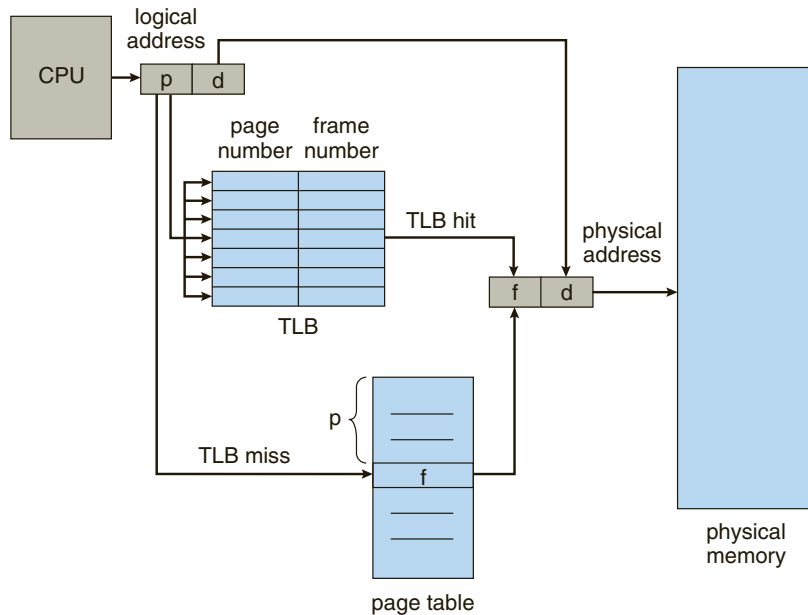 logical
address
CPU
p
d
page
number
frame
number
TLB hit
physical
address
f
d
TLB
p
TLB miss
f
physical
memory
page table